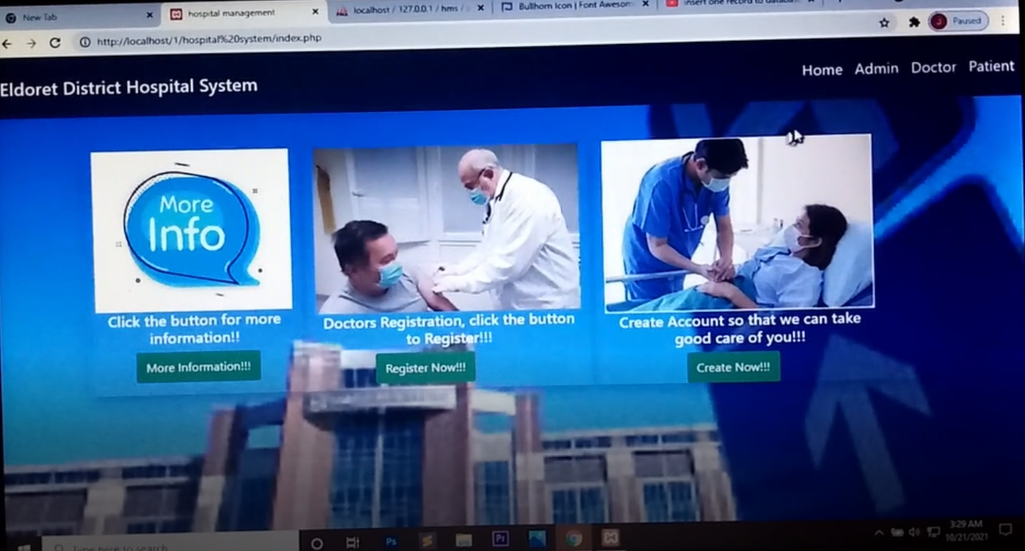 New Tab
hospital management
localhost / 127.0.0.1 / hms /
Bullhorn Icon | Font Awesom
Insert one record to databa
http://localhost/1/hospital%20system/index.php
Paused
Eldoret District Hospital System
Home Admin Doctor Patient
More
Info
Click the button for more
information!!
More Information!!!
Doctors Registration, click the button
to Register!!!
Register Now!!!
Create Account so that we can take
good care of you!!!
Create Now!!!
Type here to search
Ps
Pr
3:29 AM
10/21/2021